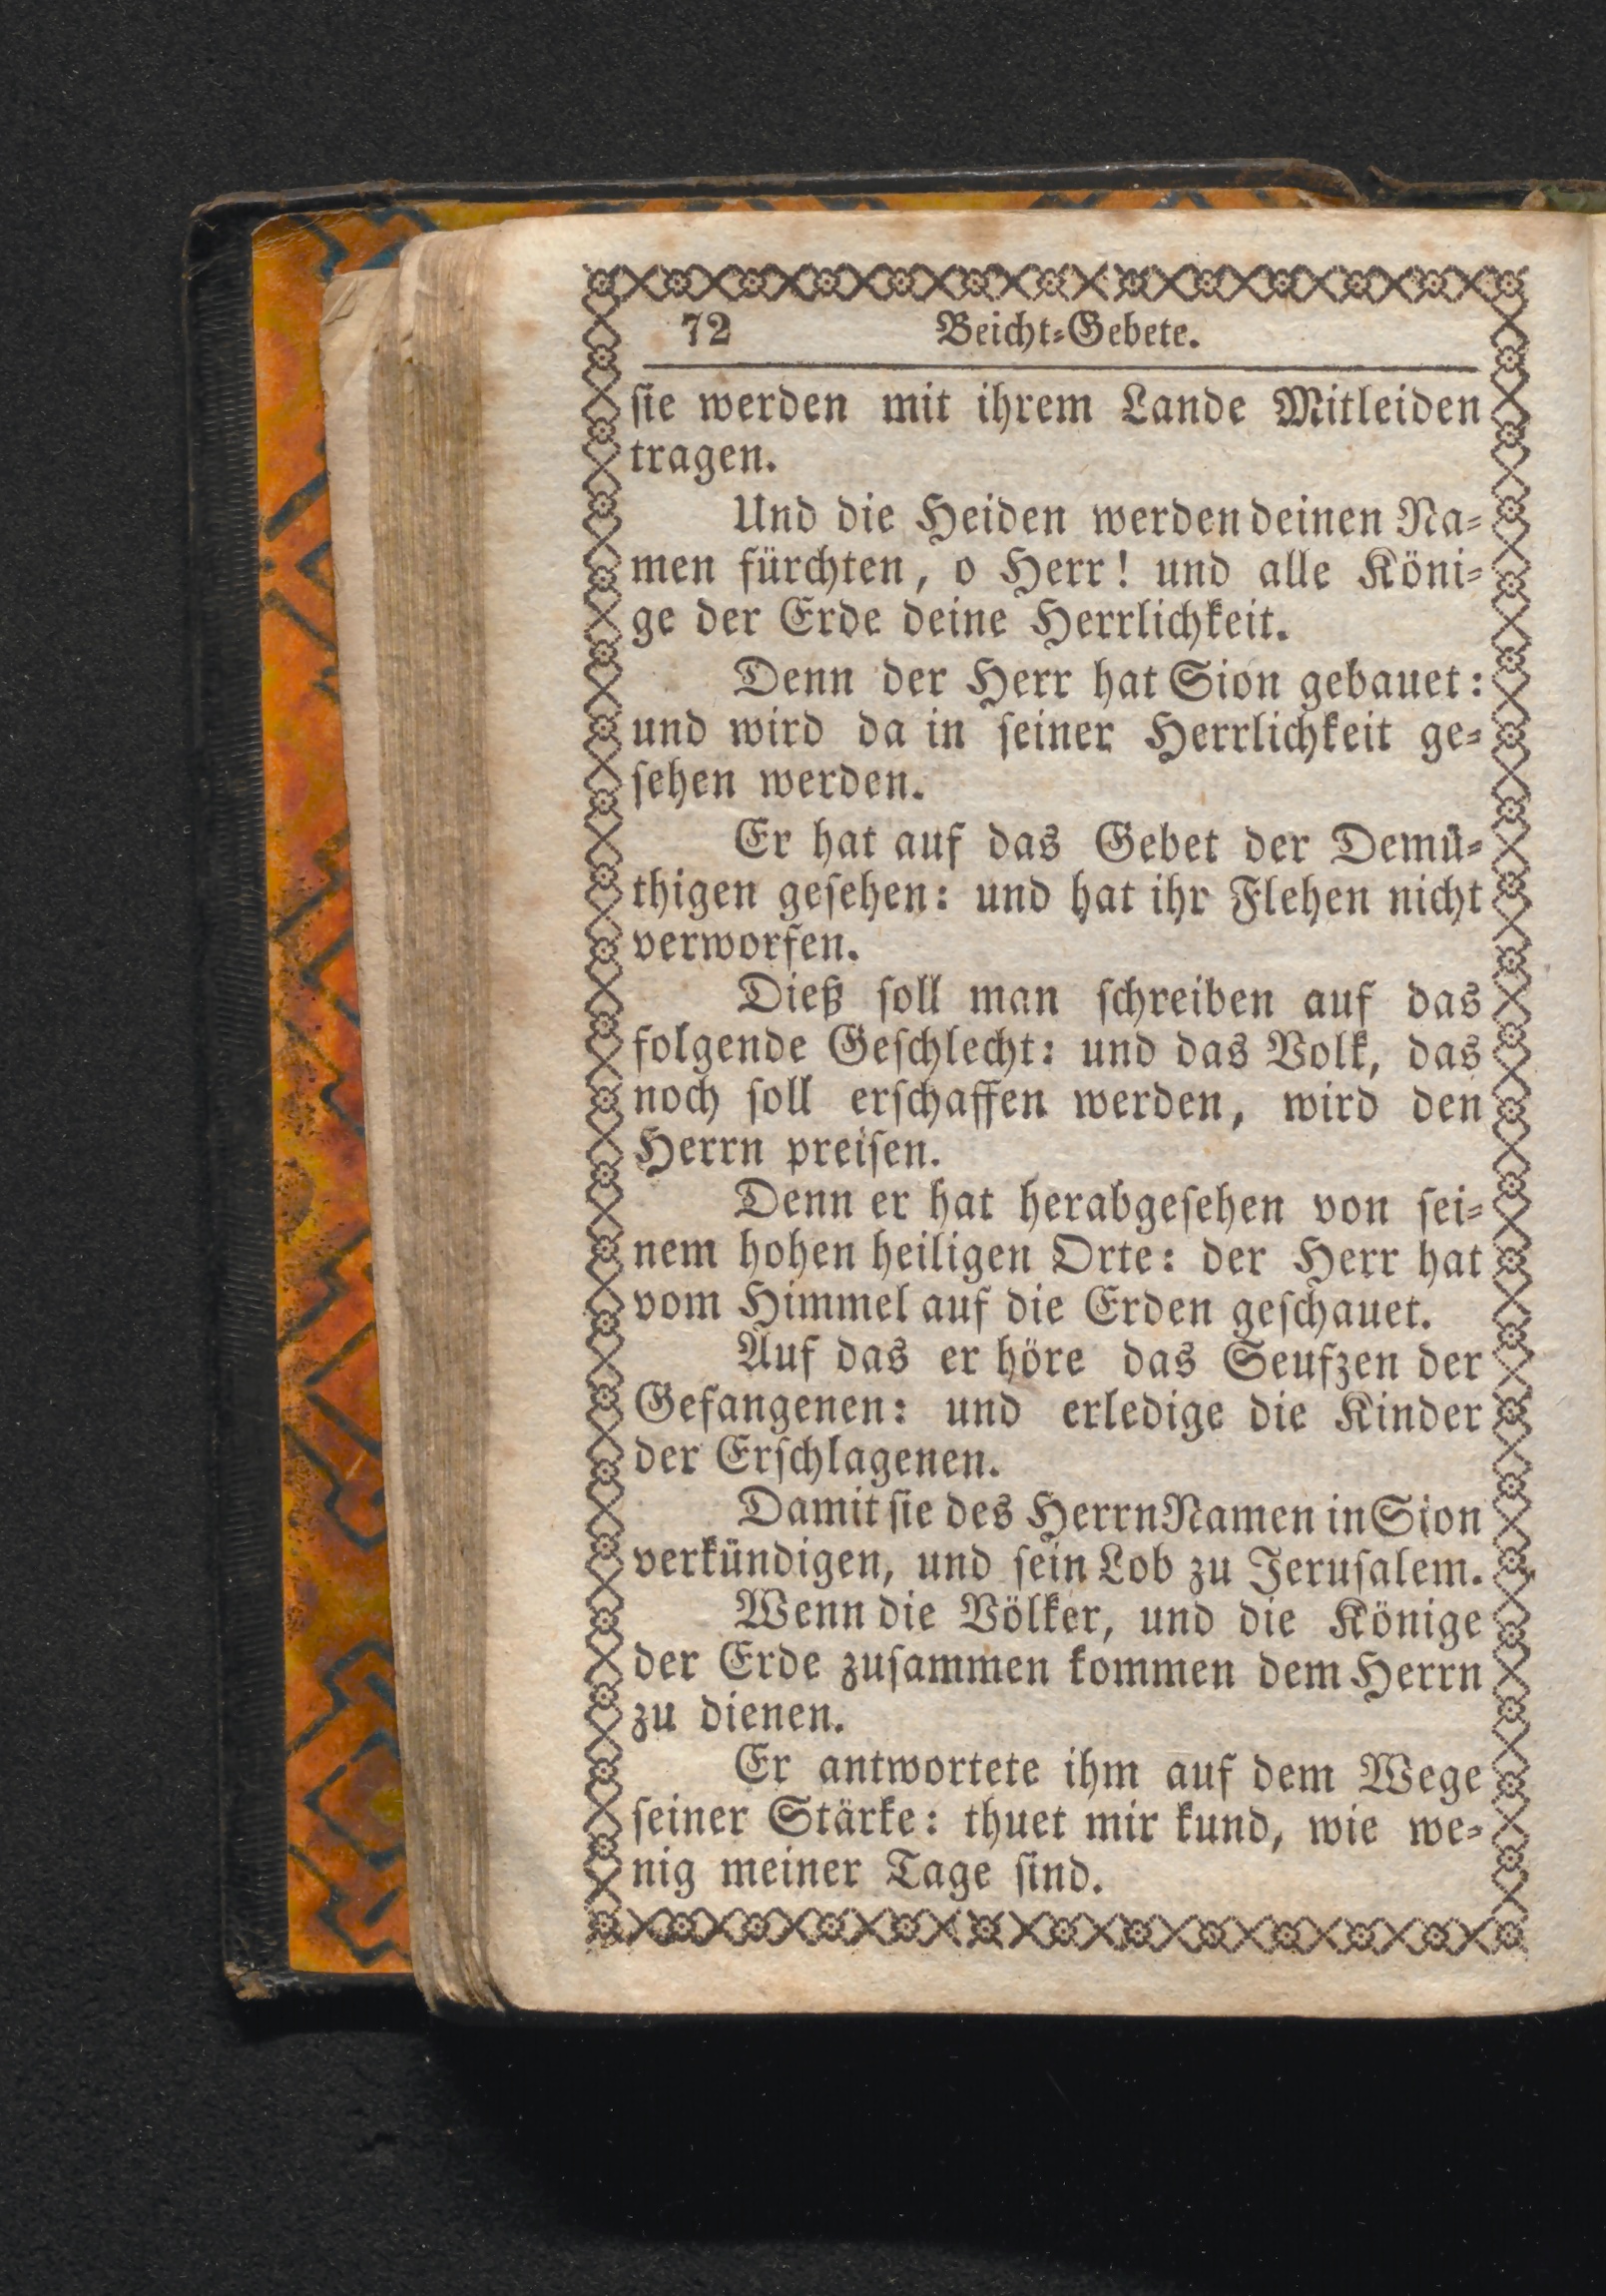 72 Beicht⸗Gebete.
ſie werden mit ihrem Lande Mitleiden
tragen.
Und die Heiden werden deinen Na⸗
men fürchten, o Herr! und alle Köni⸗
ge der Erde deine Herrlichkeit.
Denn der Herr hat Sion gebauet:
und wird da in ſeiner Herrlichkeit ge⸗
ſehen werden.
Er hat auf das Gebet der Demü⸗
thigen geſehen: und hat ihr Flehen nicht
verworfen.
Dieß ſoll man ſchreiben auf das
folgende Geſchlecht: und das Volk, das
noch ſoll erſchaffen werden, wird den
Herrn preiſen.
Denn er hat herabgeſehen von ſei⸗
nem hohen heiligen Orte: der Herr hat
vom Himmel auf die Erden geſchauet.
Auf das er höre das Seufzen der
Gefangenen: und erledige die Kinder
der Erſchlagenen.
Damit ſie des Herrn Namen in Sion
verkündigen, und ſein Lob zu Jeruſalem.
Wenn die Völker, und die Könige
der Erde zuſammen kommen dem Herrn
zu dienen.
Er antwortete ihm auf dem Wege
ſeiner Stärke: thuet mir kund, wie we⸗
nig meiner Tage ſind.